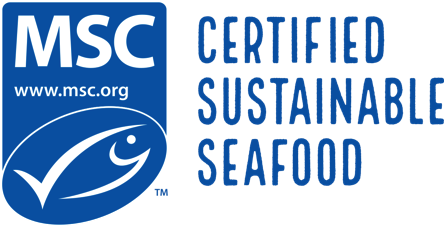 MSC
www.msc.org
TM
CERTIFIED
SUSTAINABLE
SEAFOOD